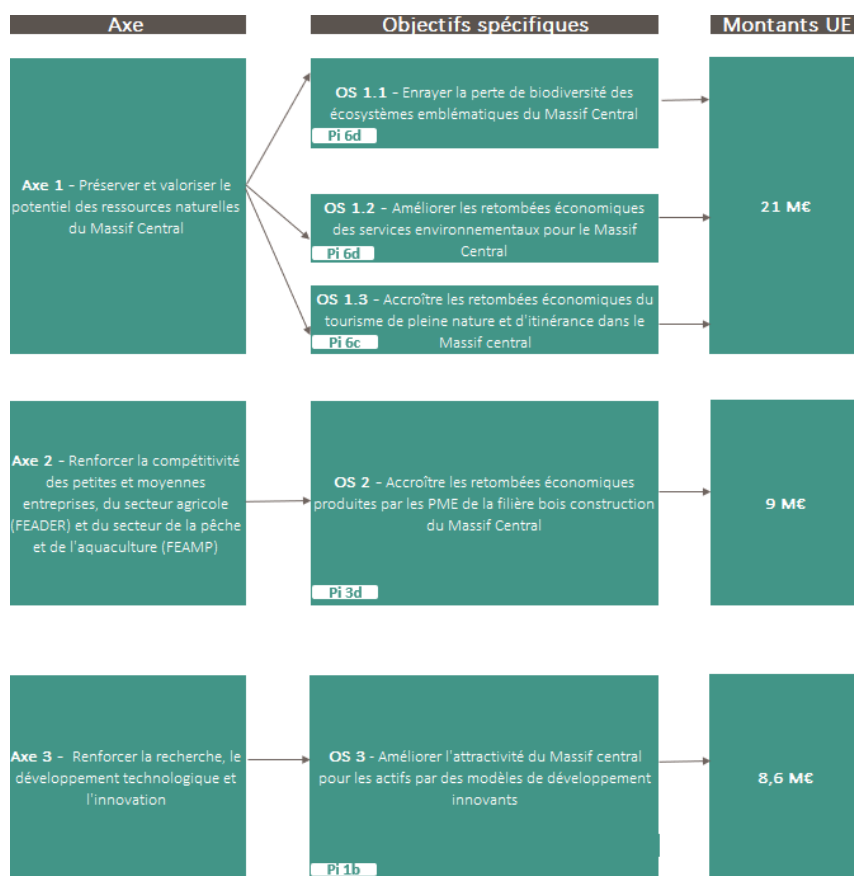 Axe
Objectifs spécifiques
Montants UE
Axe 1 - Préserver et valoriser le
potentiel des ressources naturelles
du Massif Central
OS 1.1 - Enrayer la perte de biodiversité des
écosystèmes emblématiques du Massif Central
Pi 6d
OS 1.2 - Améliorer les retombées économiques
des services environnementaux pour le Massif
Central
Pi 6d
OS 1.3 - Accroître les retombées économiques du
tourisme de pleine nature et d'itinérance dans le
Massif central
Pi 6c
21 M€
Axe 2 - Renforcer la compétitivité
des petites et moyennes
entreprises, du secteur agricole
(FEADER) et du secteur de la pêche
et de l'aquaculture (FEAMP)
OS 2 - Accroître les retombées économiques
produites par les PME de la filière bois construction
du Massif Central
Pi 3d
9 M€
Axe 3 - Renforcer la recherche, le
développement technologique et
l'innovation
OS 3 - Améliorer l'attractivité du Massif central
pour les actifs par des modèles de développement
innovants
Pi 1b
8,6 M€